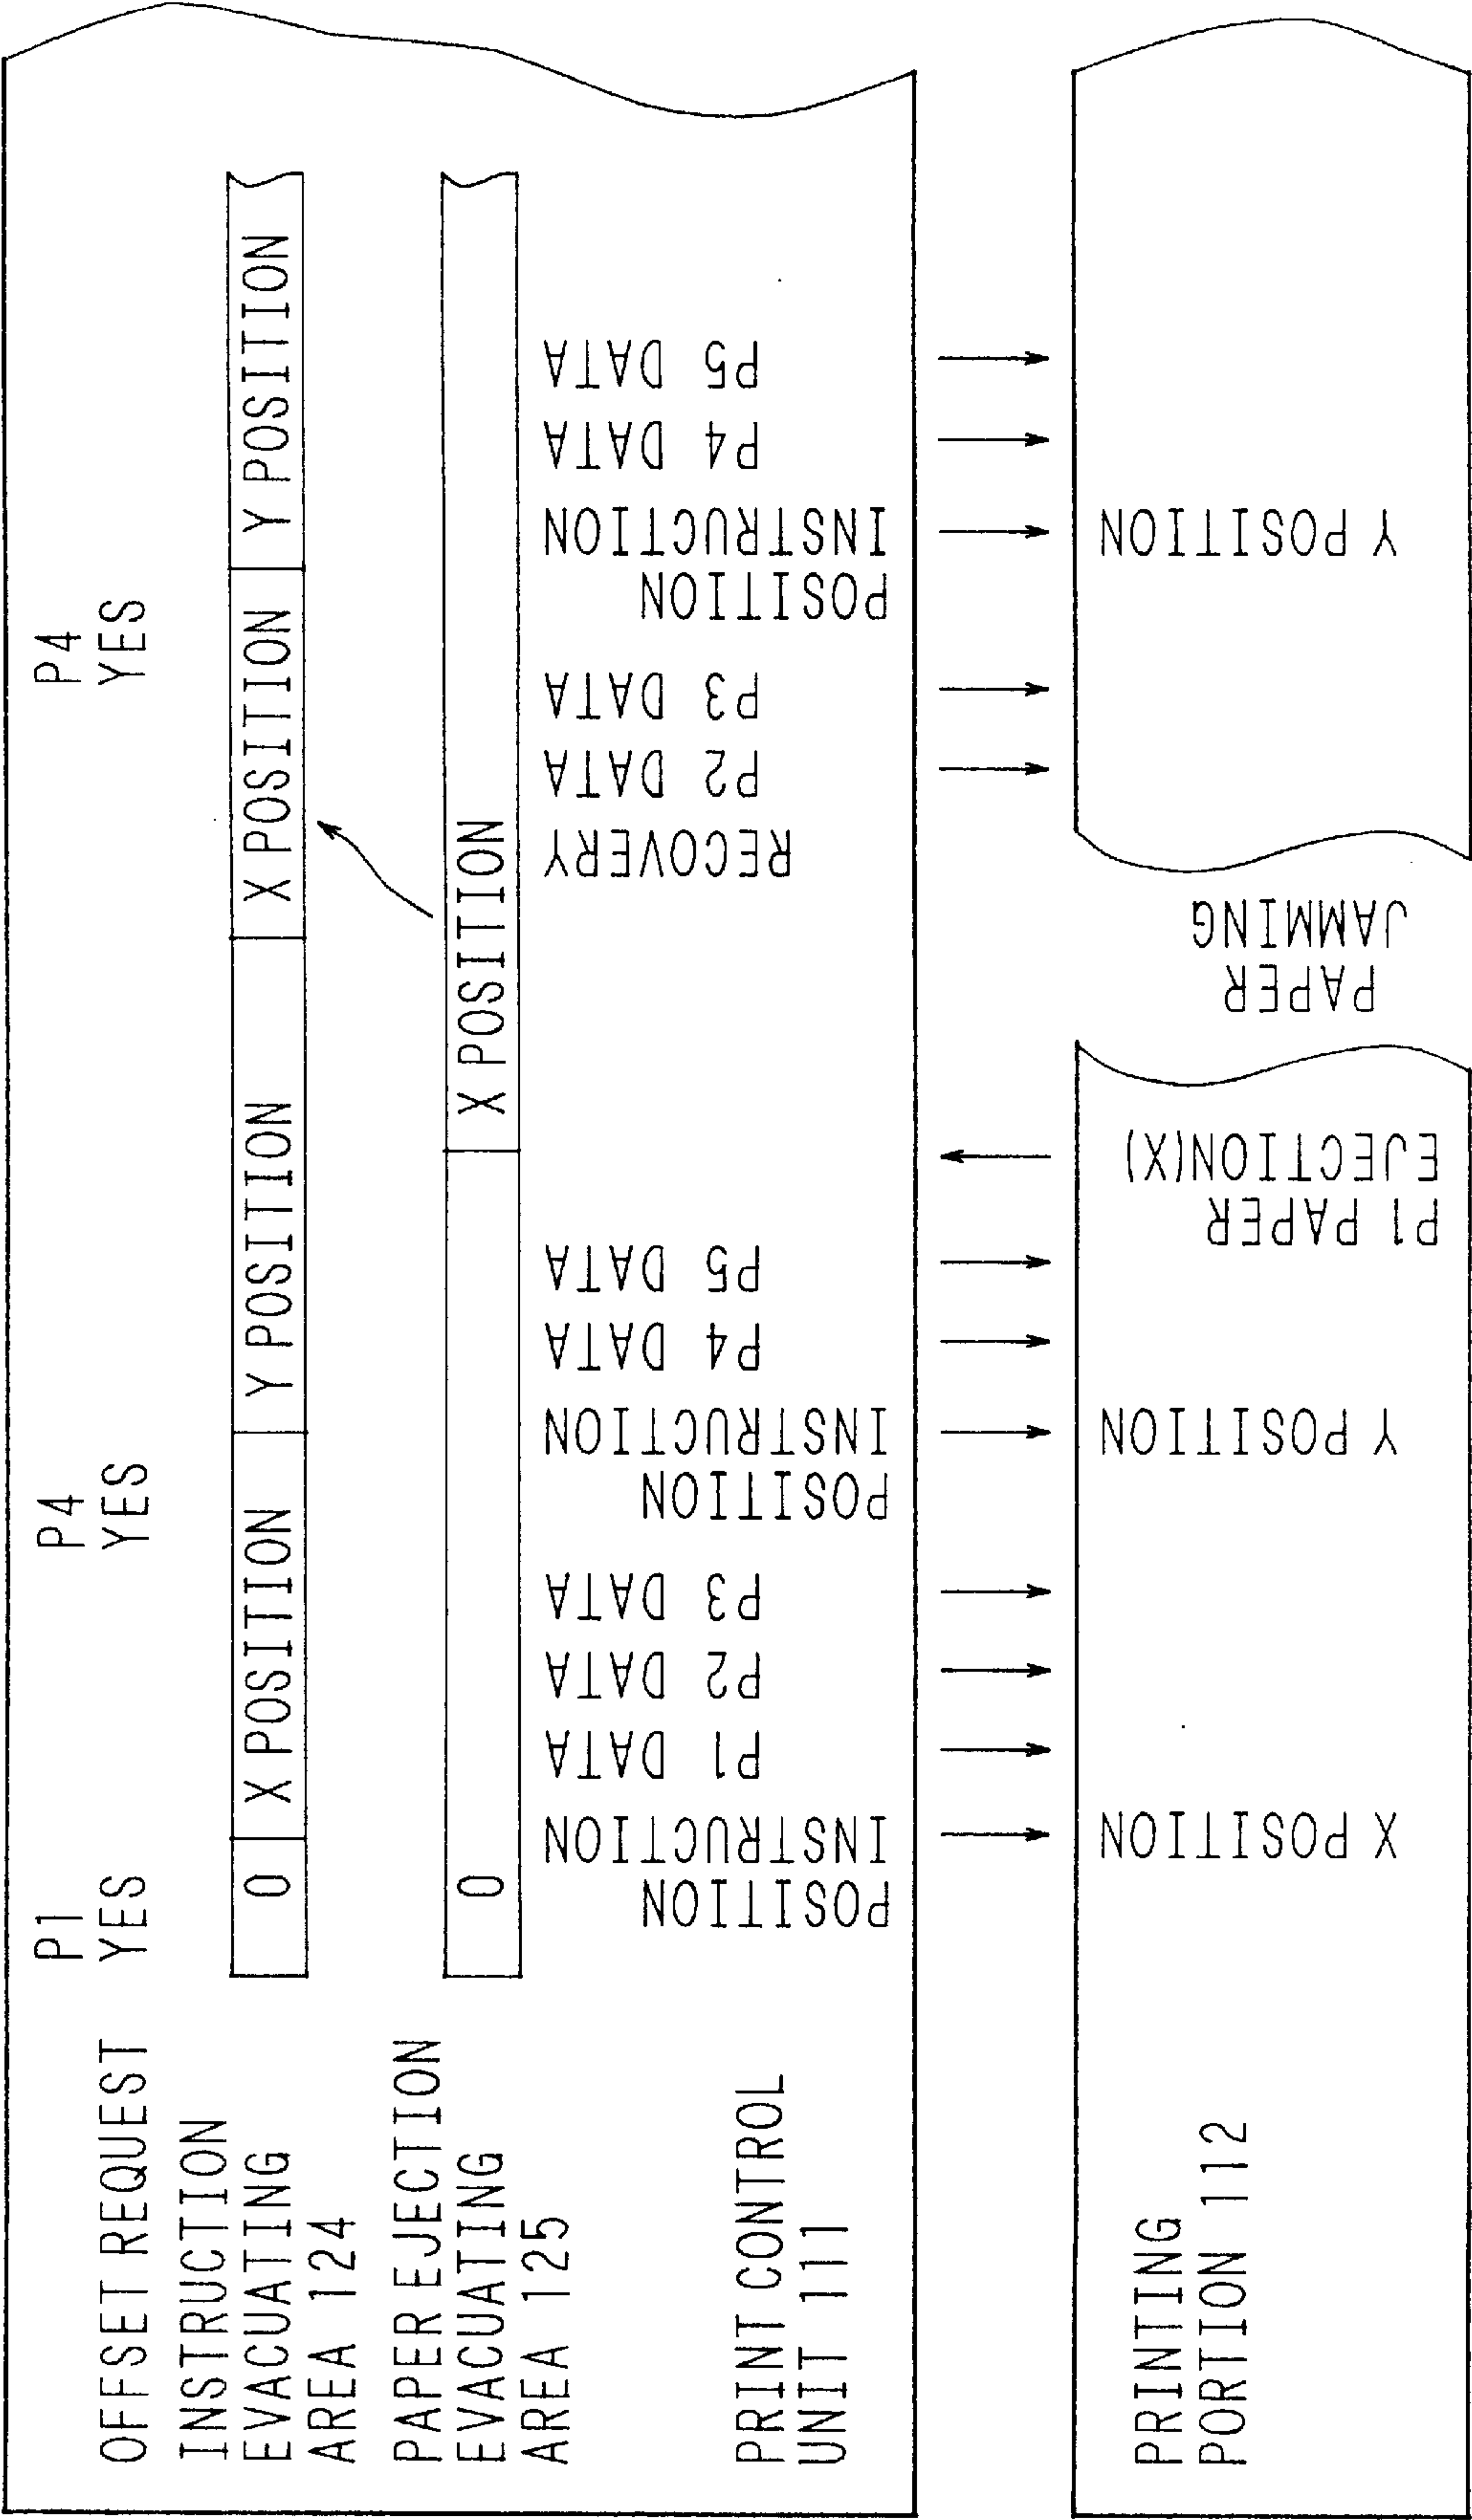 OFFSET REQUEST
P1
YES
P4
YES
P4
YES
INSTRUCTION
EVACUATING
AREA 124
0
X POSITION
Y POSITION
X POSITION
Y POSITION
PAPER EJECTION
EVACUATING
AREA 125
0
X POSITION
PRINT CONTROL
UNIT 111
POSITION
INSTRUCTION
P1 DATA
P2 DATA
P3 DATA
POSITION
INSTRUCTION
P4 DATA
P5 DATA
RECOVERY
P2 DATA
P3 DATA
POSITION
INSTRUCTION
P4 DATA
P5 DATA
PRINTING
PORTION 112
X POSITION
Y POSITION
P1 PAPER
EJECTION(X)
PAPER
JAMMING
Y POSITION